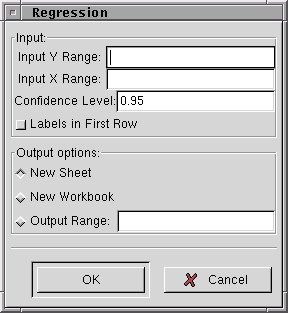 Regression
Input:
Input Y Range:
Input X Range:
Confidence Level: 0.95
Labels in First Row
Output options:
New Sheet
New Workbook
Output Range:
OK Cancel